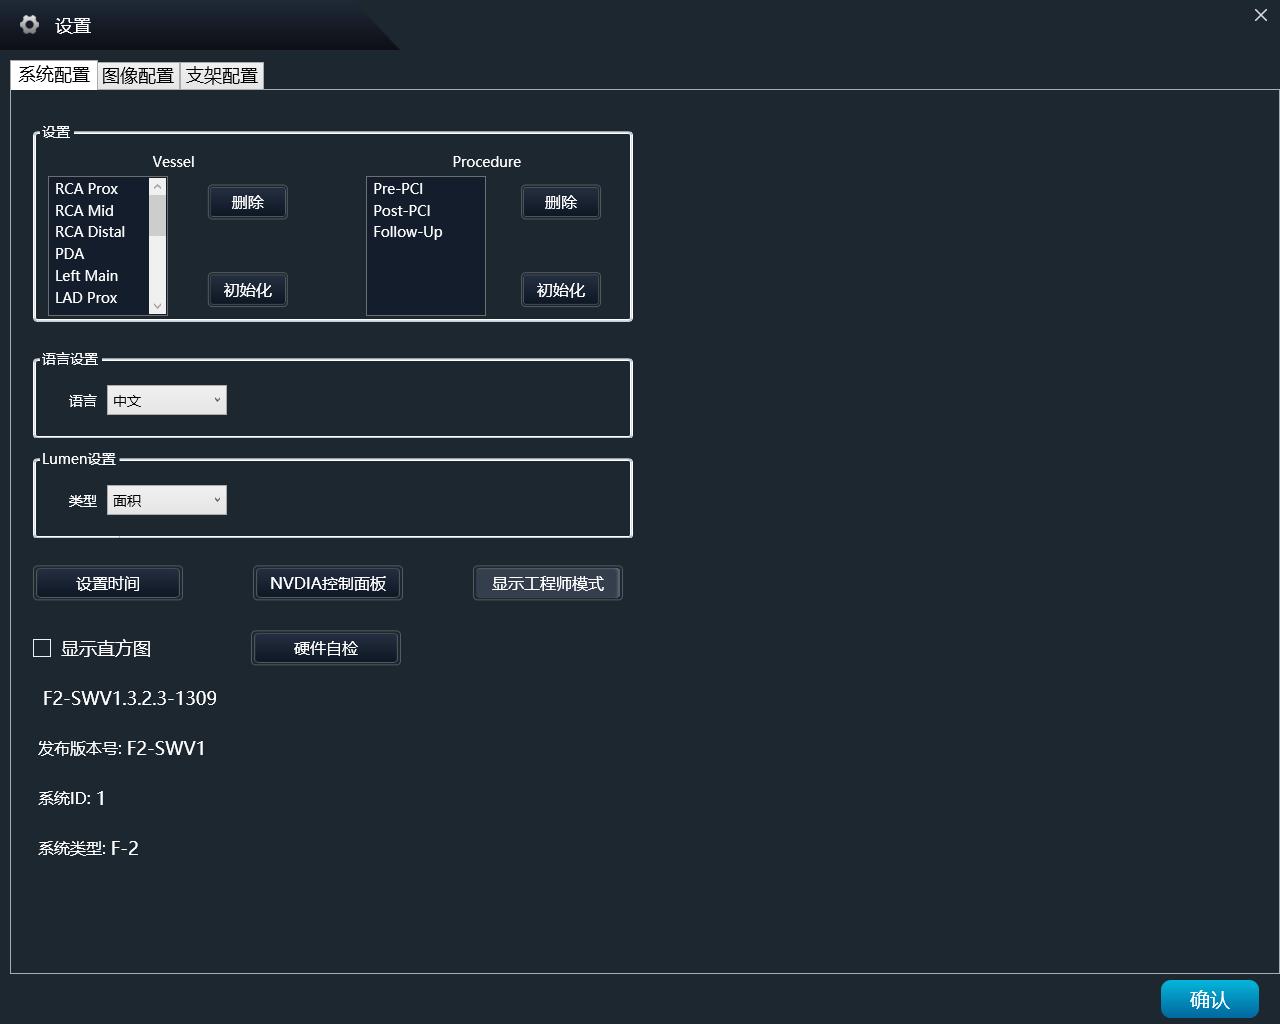 设置
系统配置 图像配置 支架配置
设置
Vessel Procedure
RCA Prox
RCA Mid
RCA Distal
PDA
Left Main
LAD Prox
删除
初始化
Pre-PCI
Post-PCI
Follow-Up
删除
初始化
语言设置
语言 中文
Lumen设置
类型 面积
设置时间 NVDIA控制面板 显示工程师模式
显示直方图 硬件自检
F2-SWV1.3.2.3-1309
发布版本号: F2-SWV1
系统ID: 1
系统类型: F-2
确认